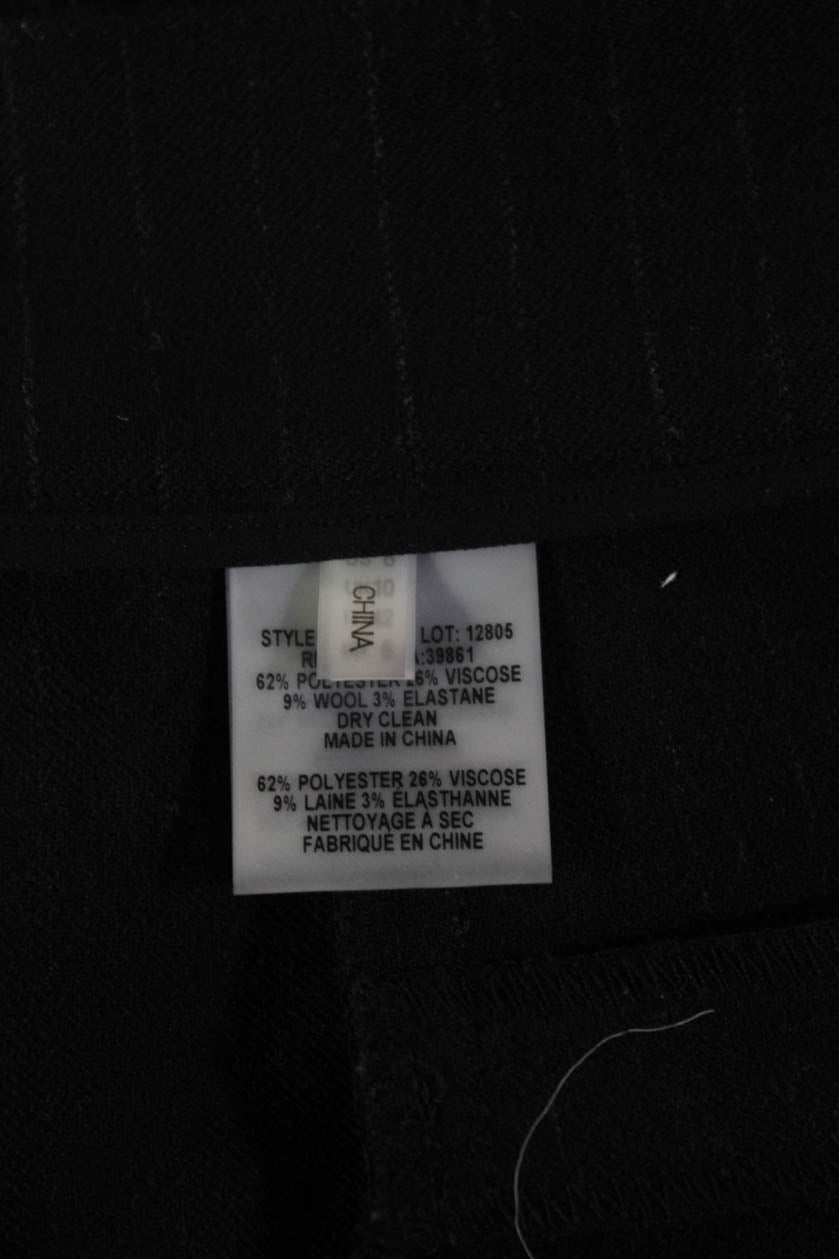 CHINA
STYLE LOT: 12805
:39861
62% POLYESTER 26% VISCOSE
9% WOOL 3% ELASTANE
DRY CLEAN
MADE IN CHINA
62% POLYESTER 26% VISCOSE
9% LAINE 3% ÉLASTHANNE
NETTOYAGE À SEC
FABRIQUÉ EN CHINE